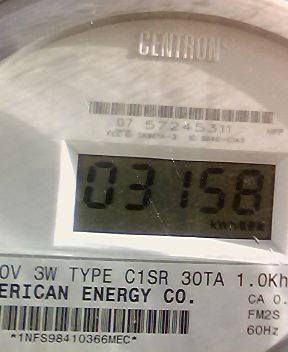 CENTRON®
07 57245311
03158
kWh
0V 3W TYPE C1SR 30TA 1.0Kh
ERICAN ENERGY CO.
CA 0.
FM2S
60Hz
*1NFS98410366MEC*